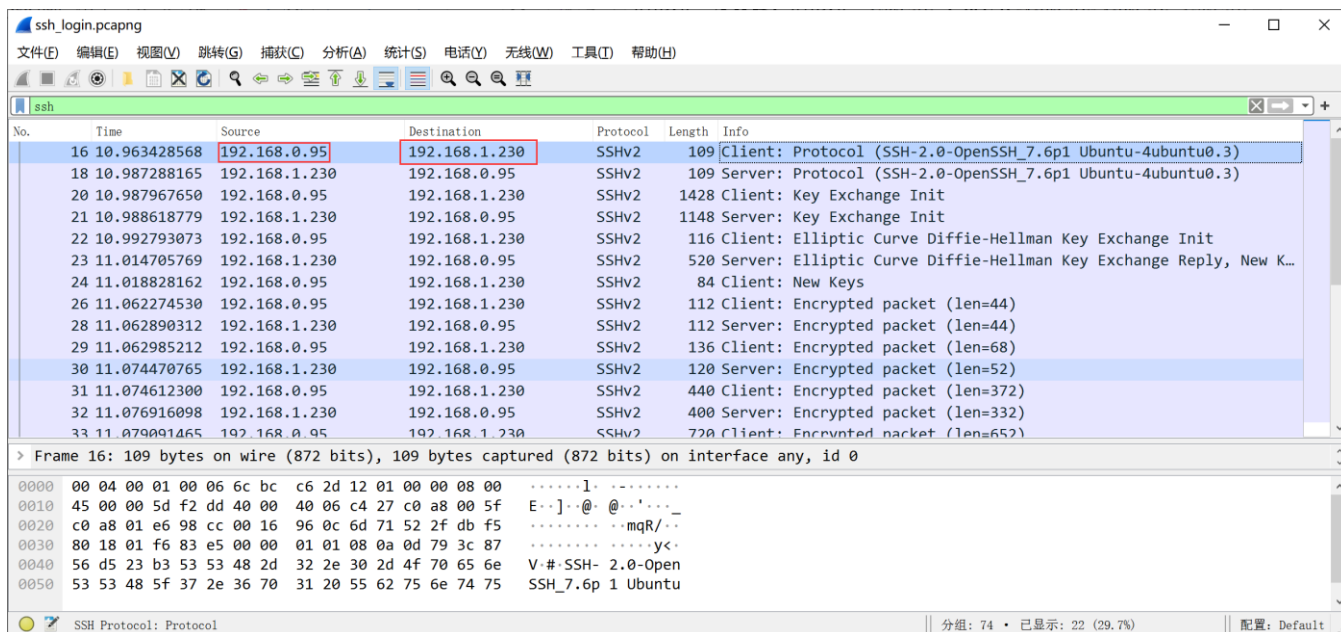 ssh_login.pcapng
文件(F) 编辑(E) 视图(V) 跳转(G) 捕获(C) 分析(A) 统计(S) 电话(Y) 无线(W) 工具(T) 帮助(H)
ssh
No. Time Source Destination Protocol Length Info
16 10.963428568 192.168.0.95 192.168.1.230 SSHv2 109 Client: Protocol (SSH-2.0-OpenSSH_7.6p1 Ubuntu-4ubuntu0.3)
18 10.987288165 192.168.1.230 192.168.0.95 SSHv2 109 Server: Protocol (SSH-2.0-OpenSSH_7.6p1 Ubuntu-4ubuntu0.3)
20 10.987967650 192.168.0.95 192.168.1.230 SSHv2 1428 Client: Key Exchange Init
21 10.988618779 192.168.1.230 192.168.0.95 SSHv2 1148 Server: Key Exchange Init
22 10.992793073 192.168.0.95 192.168.1.230 SSHv2 116 Client: Elliptic Curve Diffie-Hellman Key Exchange Init
23 11.014705769 192.168.1.230 192.168.0.95 SSHv2 520 Server: Elliptic Curve Diffie-Hellman Key Exchange Reply, New K…
24 11.018828162 192.168.0.95 192.168.1.230 SSHv2 84 Client: New Keys
26 11.062274530 192.168.0.95 192.168.1.230 SSHv2 112 Client: Encrypted packet (len=44)
28 11.062890312 192.168.1.230 192.168.0.95 SSHv2 112 Server: Encrypted packet (len=44)
29 11.062985212 192.168.0.95 192.168.1.230 SSHv2 136 Client: Encrypted packet (len=68)
30 11.074470765 192.168.1.230 192.168.0.95 SSHv2 120 Server: Encrypted packet (len=52)
31 11.074612300 192.168.0.95 192.168.1.230 SSHv2 440 Client: Encrypted packet (len=372)
32 11.076916098 192.168.1.230 192.168.0.95 SSHv2 400 Server: Encrypted packet (len=332)
33 11.079091465 192.168.0.95 192.168.1.230 SSHv2 720 Client: Encrypted packet (len=652)
> Frame 16: 109 bytes on wire (872 bits), 109 bytes captured (872 bits) on interface any, id 0
0000 00 04 00 01 00 06 6c bc c6 2d 12 01 00 00 08 00 ······l· ·-······
0010 45 00 00 5d f2 dd 40 00 40 06 c4 27 c0 a8 00 5f E··]··@· @··'···_
0020 c0 a8 01 e6 98 cc 00 16 96 0c 6d 71 52 2f db f5 ········ ··mqR/··
0030 80 18 01 f6 83 e5 00 00 01 01 08 0a 0d 79 3c 87 ········ ·····y<·
0040 56 d5 23 b3 53 53 48 2d 32 2e 30 2d 4f 70 65 6e V·#·SSH- 2.0-Open
0050 53 53 48 5f 37 2e 36 70 31 20 55 62 75 6e 74 75 SSH_7.6p 1 Ubuntu
SSH Protocol: Protocol 分组: 74 · 已显示: 22 (29.7%) 配置: Default